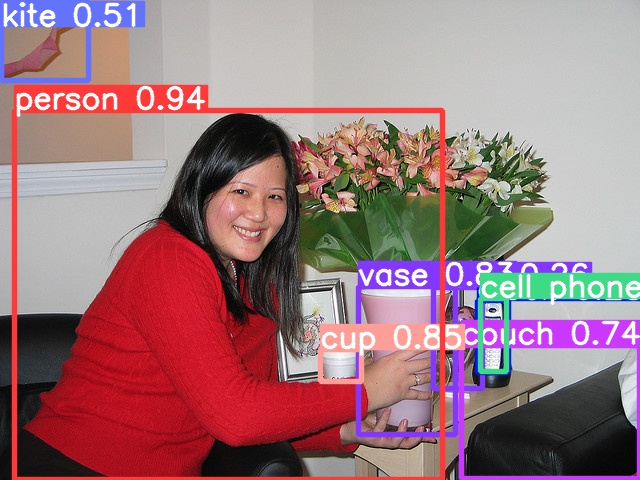 kite 0.51
person 0.94
vase 0.83
0.26
cell phone
cup 0.85
couch 0.74